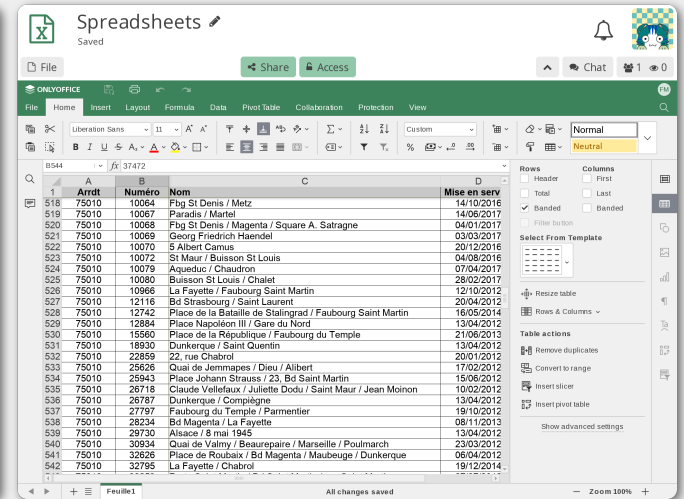 Spreadsheets
Saved
File
Share
Access
Chat
1
0
ONLYOFFICE
FM
File Home Insert Layout Formula Data Pivot Table Collaboration Protection View
Liberation Sans 11 Custom Normal
Neutral
B544 fx 37472
A B C D
1 Arrdt Numéro Nom Mise en serv
518 75010 10064 Fbg St Denis / Metz 14/10/2016
519 75010 10067 Paradis / Martel 14/06/2017
520 75010 10068 Fbg St Denis / Magenta / Square A. Satragne 04/01/2017
521 75010 10069 Georg Friedrich Haendel 03/03/2017
522 75010 10070 5 Albert Camus 20/12/2016
523 75010 10072 St Maur / Buisson St Louis 04/08/2016
524 75010 10079 Aqueduc / Chaudron 07/04/2017
525 75010 10080 Buisson St Louis / Chalet 28/02/2017
526 75010 10966 La Fayette / Faubourg Saint Martin 12/10/2012
527 75010 12116 Bd Strasbourg / Saint Laurent 20/04/2012
528 75010 12742 Place de la Bataille de Stalingrad / Faubourg Saint Martin 16/05/2014
529 75010 12884 Place Napoléon III / Gare du Nord 13/04/2012
530 75010 15560 Place de la République / Faubourg du Temple 21/06/2013
531 75010 18930 Dunkerque / Saint Quentin 13/04/2012
532 75010 22859 22, rue Chabrol 20/01/2012
533 75010 25626 Quai de Jemmapes / Dieu / Alibert 17/02/2012
534 75010 25943 Place Johann Strauss / 23, Bd Saint Martin 15/06/2012
535 75010 26718 Claude Vellefaux / Juliette Dodu / Saint Maur / Jean Moinon 10/02/2012
536 75010 26787 Dunkerque / Compiègne 13/04/2012
537 75010 27797 Faubourg du Temple / Parmentier 19/10/2012
538 75010 28234 Bd Magenta / La Fayette 08/11/2013
539 75010 29730 Alsace / 8 mai 1945 13/04/2012
540 75010 30934 Quai de Valmy / Beaurepaire / Marseille / Poulmarch 23/03/2012
541 75010 32626 Place de Roubaix / Bd Magenta / Maubeuge / Dunkerque 06/04/2012
542 75010 32795 La Fayette / Chabrol 19/12/2014
Rows Columns
Header First
Total Last
Banded Banded
Filter button
Select From Template
Resize table
Rows & Columns
Table actions
Remove duplicates
Convert to range
Insert slicer
Insert pivot table
Show advanced settings
Feuille1
All changes saved
Zoom 100%